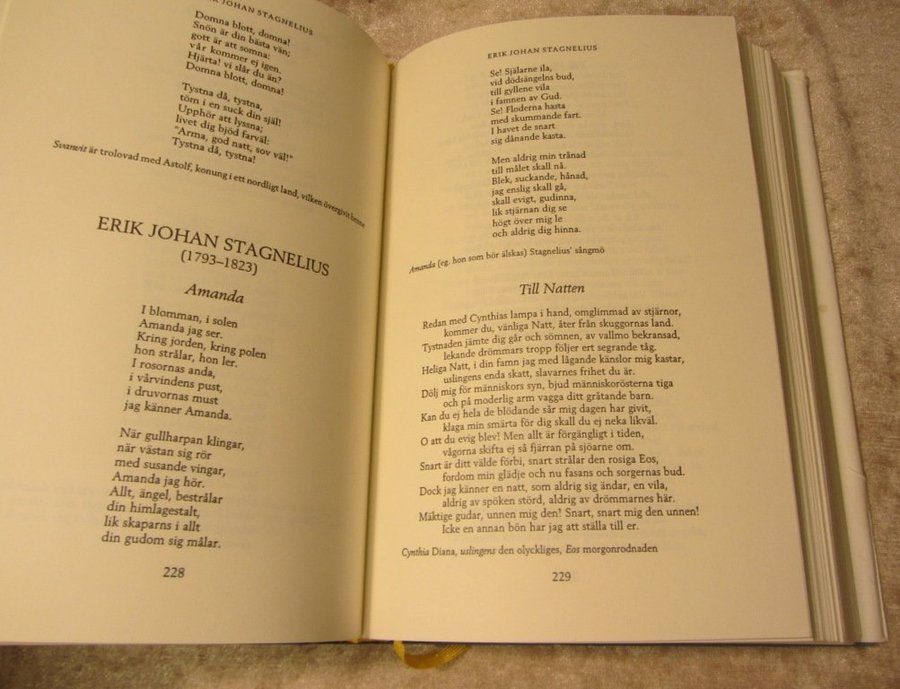 ERIK JOHAN STAGNELIUS
Domna blott, domna!
Snön är din bästa vän;
gott är att somna:
vår kommer ej igen.
Hjärta! vi slår du än?
Domna blott, domna!
Tystna då, tystna,
töm i en suck din själ!
Upphör att lyssna;
livet dig bjöd farväl:
"Arma, god natt, sov väl!"
Tystna då, tystna!
Svanvit är trolovad med Astolf, konung i ett nordligt land, vilken övergivit henne
ERIK JOHAN STAGNELIUS
(1793–1823)
Amanda
I blomman, i solen
Amanda jag ser.
Kring jorden, kring polen
hon strålar, hon ler.
I rosornas anda,
i vårvindens pust,
i druvornas must
jag känner Amanda.
När gullharpan klingar,
när västan sig rör
med susande vingar,
Amanda jag hör.
Allt, ängel, bestrålar
din himlagestalt,
lik skaparns i allt
din gudom sig målar.
228
ERIK JOHAN STAGNELIUS
Se! Själarne ila,
vid dödsängelns bud,
till gyllene vila
i famnen av Gud.
Se! Floderna hasta
med skummande fart.
I havet de snart
sig dånande kasta.
Men aldrig min trånad
till målet skall nå.
Blek, suckande, hånad,
jag enslig skall gå,
skall evigt, gudinna,
lik stjärnan dig se
högt över mig le
och aldrig dig hinna.
Amanda (eg. hon som bör älskas) Stagnelius' sångmö
Till Natten
Redan med Cynthias lampa i hand, omglimmad av stjärnor,
kommer du, vänliga Natt, åter från skuggornas land.
Tystnaden jämte dig går och sömnen, av vallmo bekransad,
lekande drömmars tropp följer ert segrande tåg.
Heliga Natt, i din famn jag med lågande känslor mig kastar,
uslingens enda skatt, slavarnes frihet du är.
Dölj mig för människors syn, bjud människorösterna tiga
och på moderlig arm vagga ditt gråtande barn.
Kan du ej hela de blödande sår mig dagen har givit,
klaga min smärta för dig skall du ej neka likväl.
O att du evig blev! Men allt är förgängligt i tiden,
vågorna skifta ej så fjärran på sjöarne om.
Snart är ditt välde förbi, snart strålar den rosiga Eos,
fordom min glädje och nu fasans och sorgernas bud.
Dock jag känner en natt, som aldrig sig ändar, en vila,
aldrig av spöken störd, aldrig av drömmarnes här.
Mäktige gudar, unnen mig den! Snart, snart mig den unnen!
Icke en annan bön har jag att ställa till er.
Cynthia Diana, uslingens den olyckliges, Eos morgonrodnaden
229